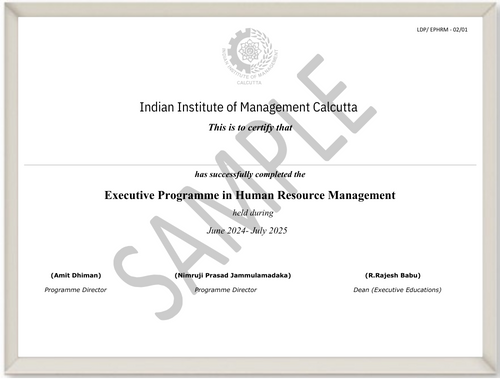 LDP/ EPHRM - 02/01
INDIAN INSTITUTE OF MANAGEMENT
CALCUTTA
Indian Institute of Management Calcutta
This is to certify that
has successfully completed the
Executive Programme in Human Resource Management
held during
June 2024- July 2025
SAMPLE
(Amit Dhiman) (Nimruji Prasad Jammulamadaka) (R.Rajesh Babu)
Programme Director Programme Director Dean (Executive Educations)